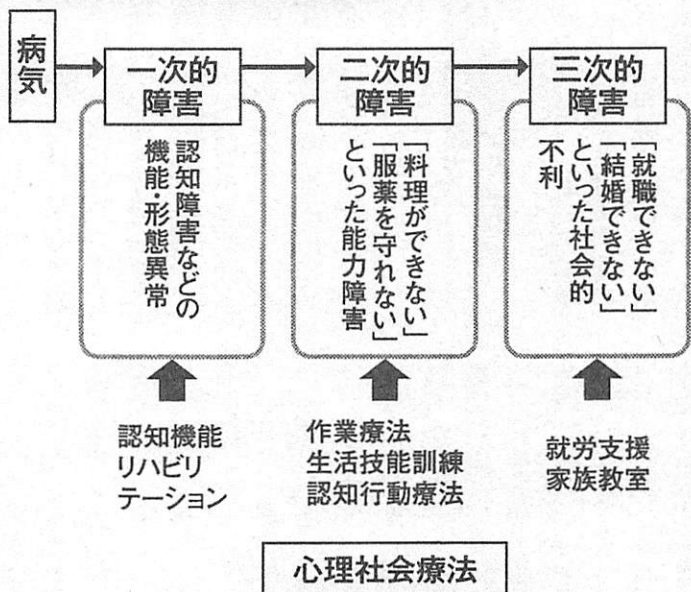 病気
一次的
障害
二次的
障害
三次的
障害
認知障害などの
機能・形態異常
「料理ができない」
「服薬を守れない」
といった能力障害
「就職できない」
「結婚できない」
といった社会的
不利
認知機能
リハビリ
テーション
作業療法
生活技能訓練
認知行動療法
就労支援
家族教室
心理社会療法